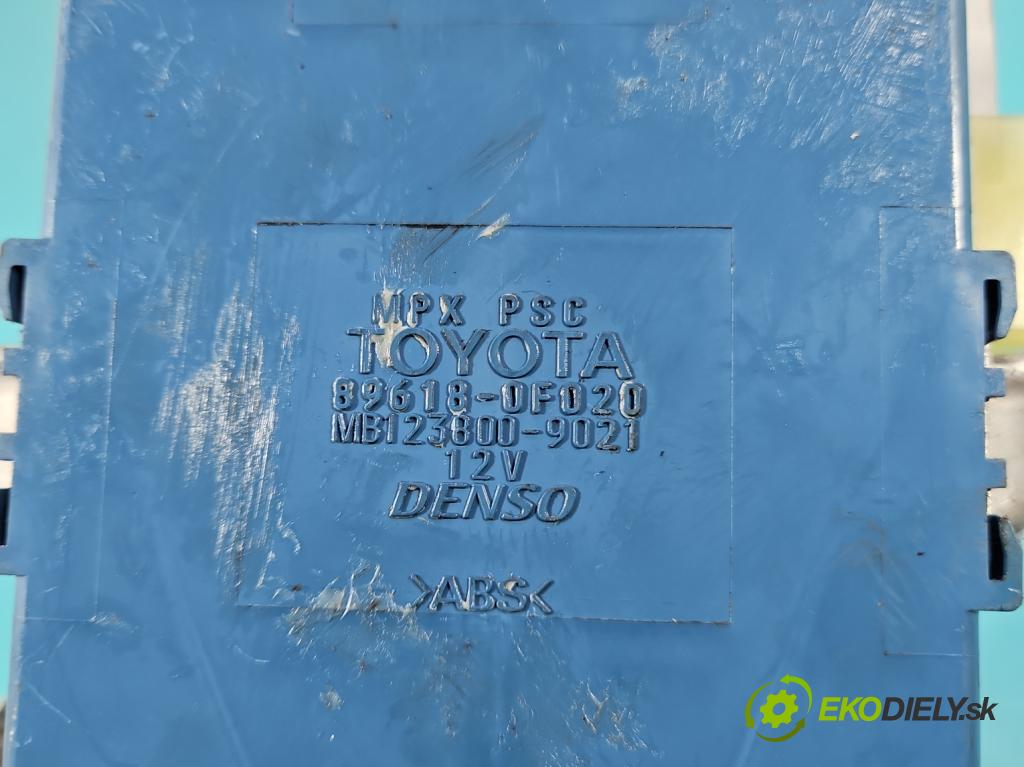 MPX PSC
TOYOTA
89618-0F020
MB123800-9021
12V
DENSO
>ABS<
EKODIELY.sk